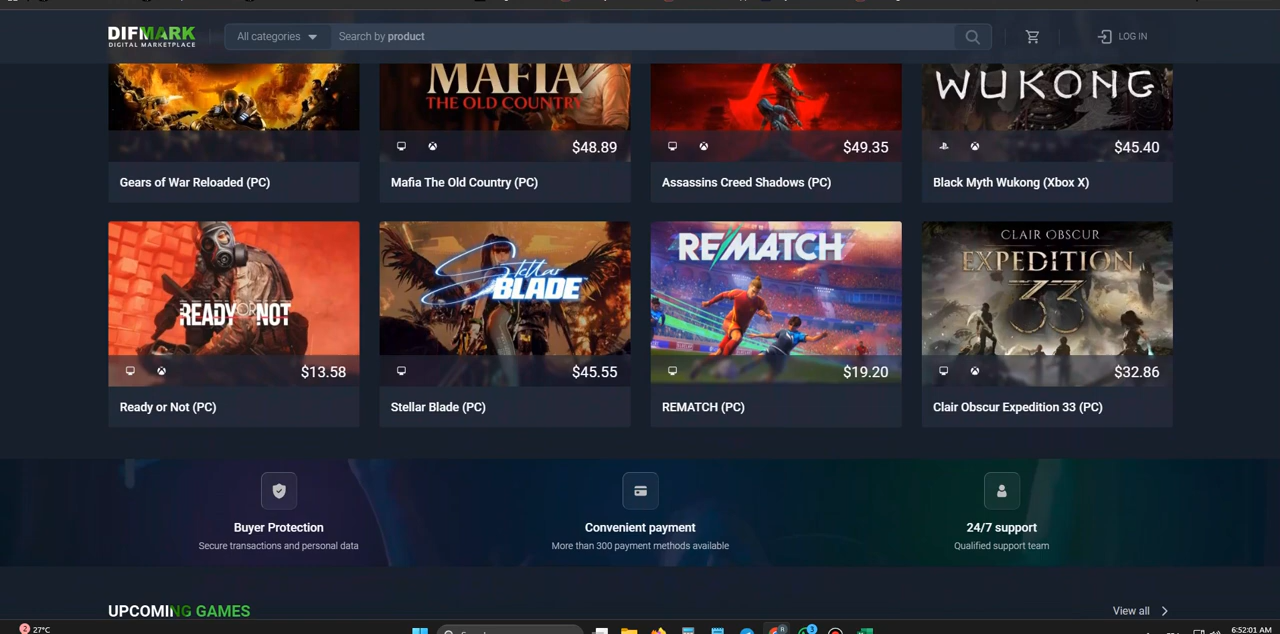 DIFMARK
DIGITAL MARKETPLACE
All categories
Search by product
LOG IN
MAFIA
THE OLD COUNTRY
WUKONG
$48.89
$49.35
$45.40
Gears of War Reloaded (PC)
Mafia The Old Country (PC)
Assassins Creed Shadows (PC)
Black Myth Wukong (Xbox X)
READY OR NOT
Stellar BLADE
REMATCH
CLAIR OBSCUR
EXPEDITION
33
$13.58
$45.55
$19.20
$32.86
Ready or Not (PC)
Stellar Blade (PC)
REMATCH (PC)
Clair Obscur Expedition 33 (PC)
Buyer Protection
Secure transactions and personal data
Convenient payment
More than 300 payment methods available
24/7 support
Qualified support team
UPCOMING GAMES
View all
2
27°C
3
6:52:01 AM